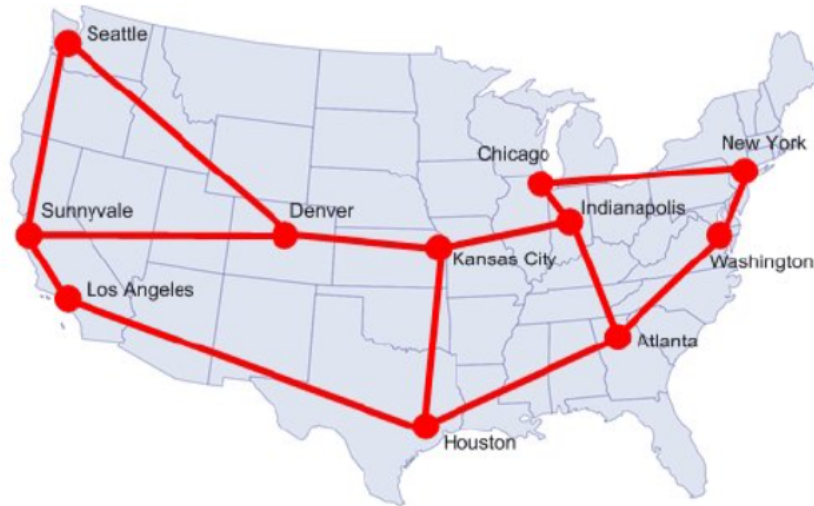 Seattle
New York
Chicago
Sunnyvale
Denver
Indianapolis
Kansas City
Washington
Los Angeles
Atlanta
Houston